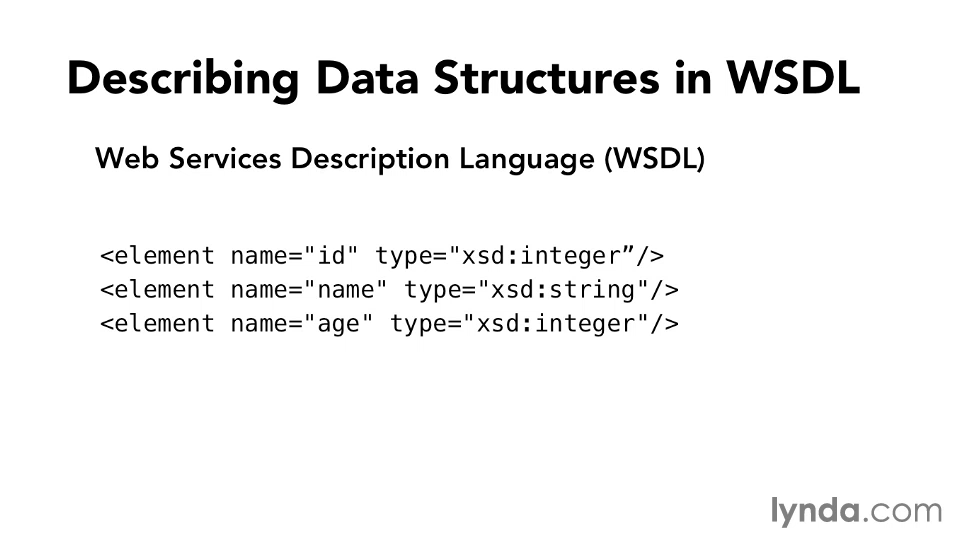 Describing Data Structures in WSDL
Web Services Description Language (WSDL)
<element name="id" type="xsd:integer”/>
<element name="name" type="xsd:string"/>
<element name="age" type="xsd:integer"/>
lynda.com